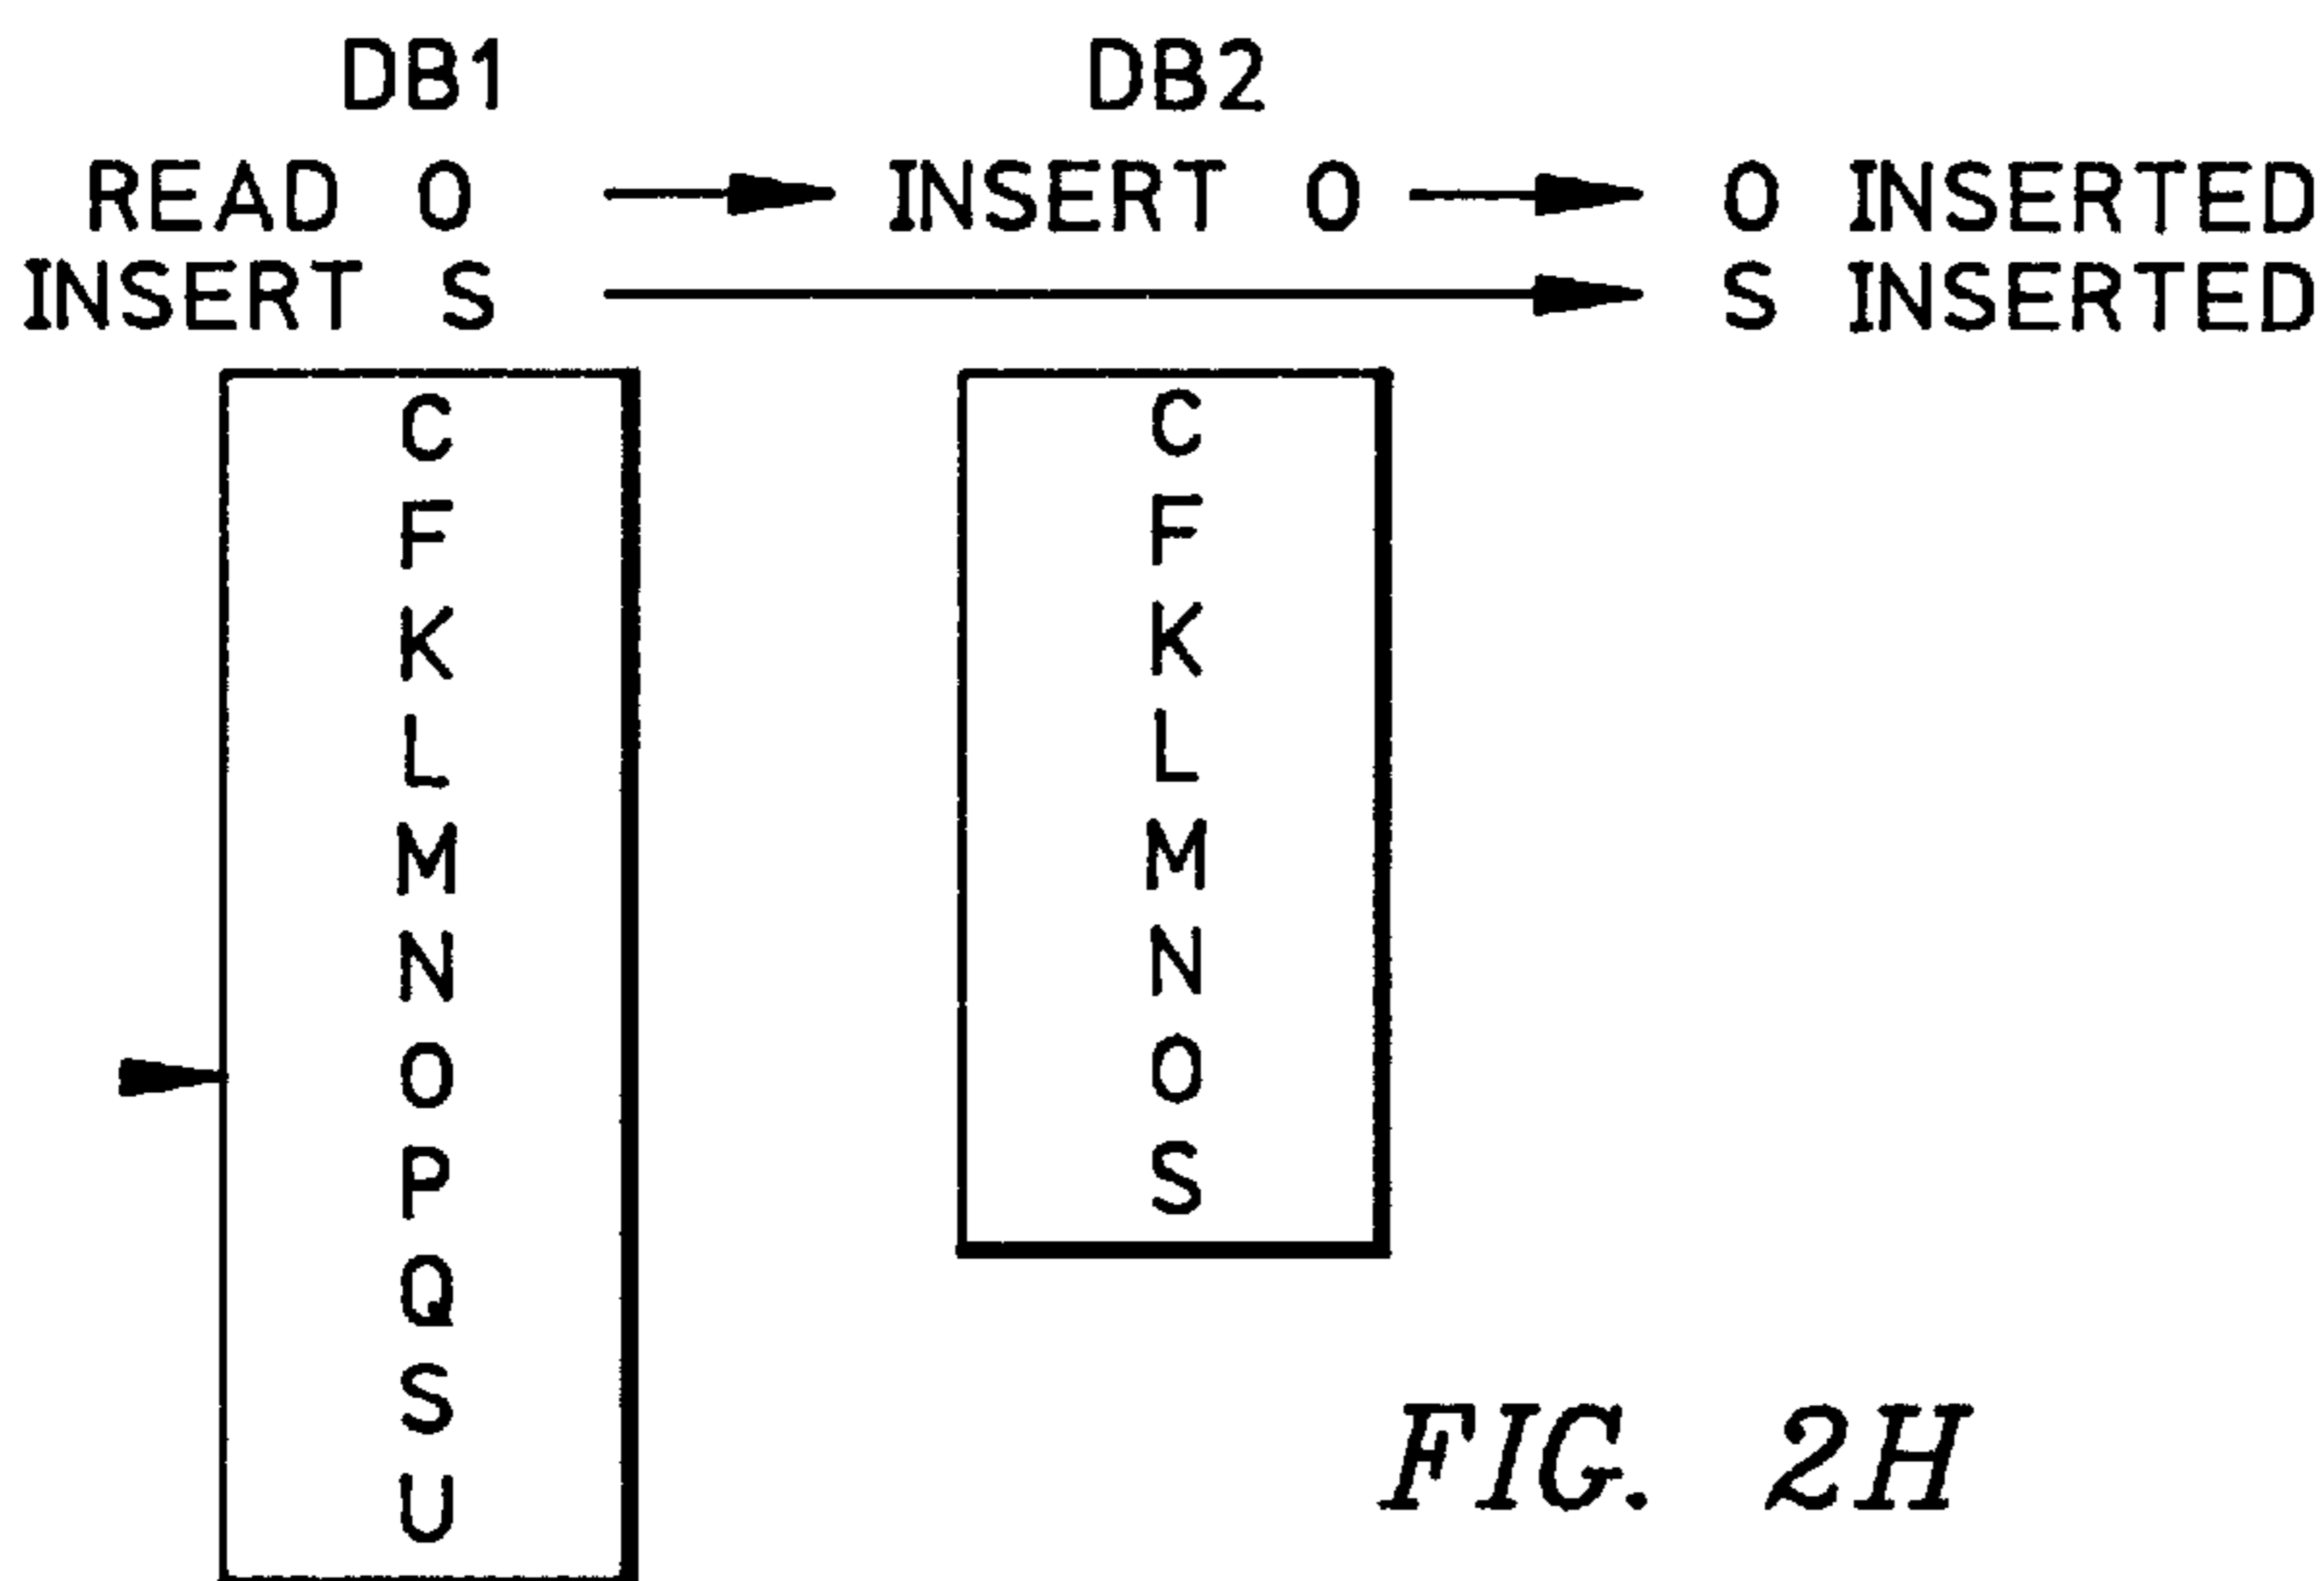 DB1 DB2
READ O INSERT O O INSERTED
INSERT S S INSERTED
C C
F F
K K
L L
M M
N N
O O
P S
Q
S
U
FIG. 2H